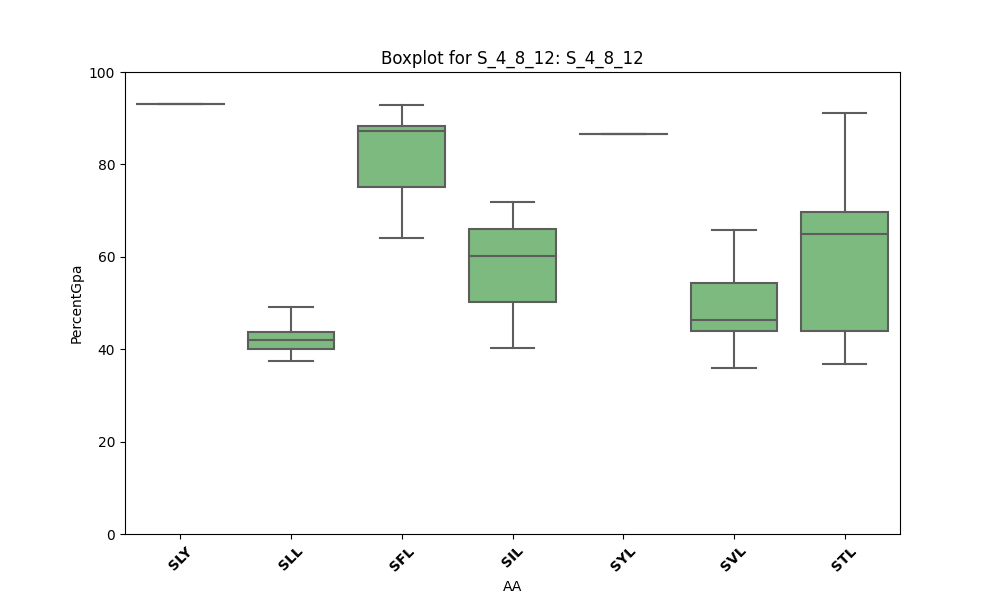 Boxplot for S_4_8_12: S_4_8_12
PercentGpa
100
80
60
40
20
0
SLY
SLL
SFL
SIL
SYL
SVL
STL
AA